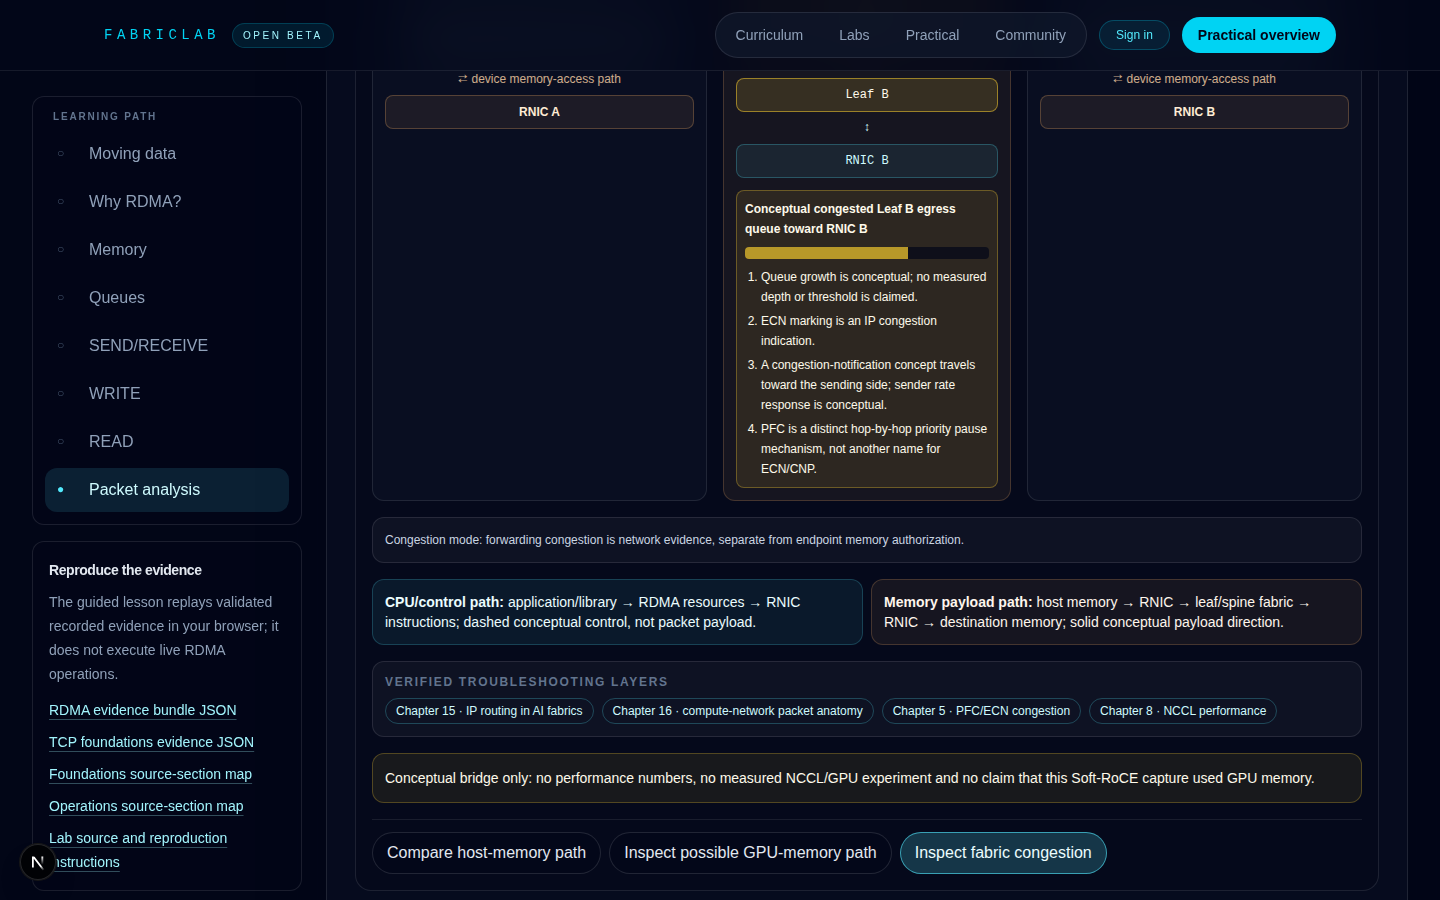 FABRICLAB
OPEN BETA
Curriculum
Labs
Practical
Community
Sign in
Practical overview
LEARNING PATH
Moving data
Why RDMA?
Memory
Queues
SEND/RECEIVE
WRITE
READ
Packet analysis
Reproduce the evidence
The guided lesson replays validated
recorded evidence in your browser; it
does not execute live RDMA
operations.
RDMA evidence bundle JSON
TCP foundations evidence JSON
Foundations source-section map
Operations source-section map
Lab source and reproduction
instructions
⇄ device memory-access path
RNIC A
Leaf B
↕
RNIC B
Conceptual congested Leaf B egress
queue toward RNIC B
1. Queue growth is conceptual; no measured
depth or threshold is claimed.
2. ECN marking is an IP congestion
indication.
3. A congestion-notification concept travels
toward the sending side; sender rate
response is conceptual.
4. PFC is a distinct hop-by-hop priority pause
mechanism, not another name for
ECN/CNP.
⇄ device memory-access path
RNIC B
Congestion mode: forwarding congestion is network evidence, separate from endpoint memory authorization.
CPU/control path: application/library → RDMA resources → RNIC
instructions; dashed conceptual control, not packet payload.
Memory payload path: host memory → RNIC → leaf/spine fabric →
RNIC → destination memory; solid conceptual payload direction.
VERIFIED TROUBLESHOOTING LAYERS
Chapter 15 · IP routing in AI fabrics
Chapter 16 · compute-network packet anatomy
Chapter 5 · PFC/ECN congestion
Chapter 8 · NCCL performance
Conceptual bridge only: no performance numbers, no measured NCCL/GPU experiment and no claim that this Soft-RoCE capture used GPU memory.
Compare host-memory path
Inspect possible GPU-memory path
Inspect fabric congestion